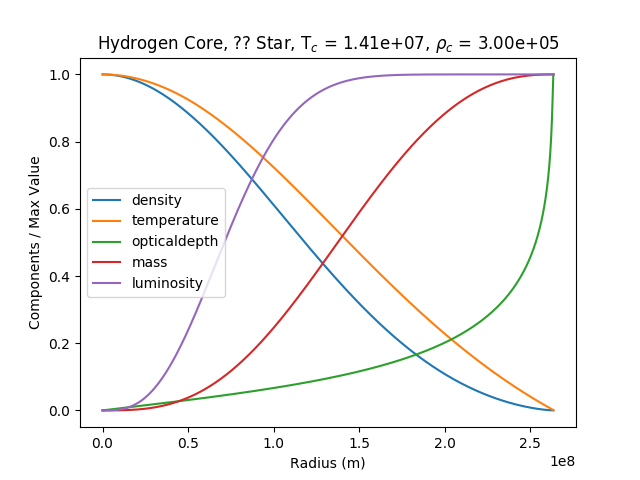 Hydrogen Core, ?? Star, T_c = 1.41e+07, ρ_c = 3.00e+05
Components / Max Value
1.0
0.8
0.6
0.4
0.2
0.0
density
temperature
opticaldepth
mass
luminosity
0.0 0.5 1.0 1.5 2.0 2.5
1e8
Radius (m)